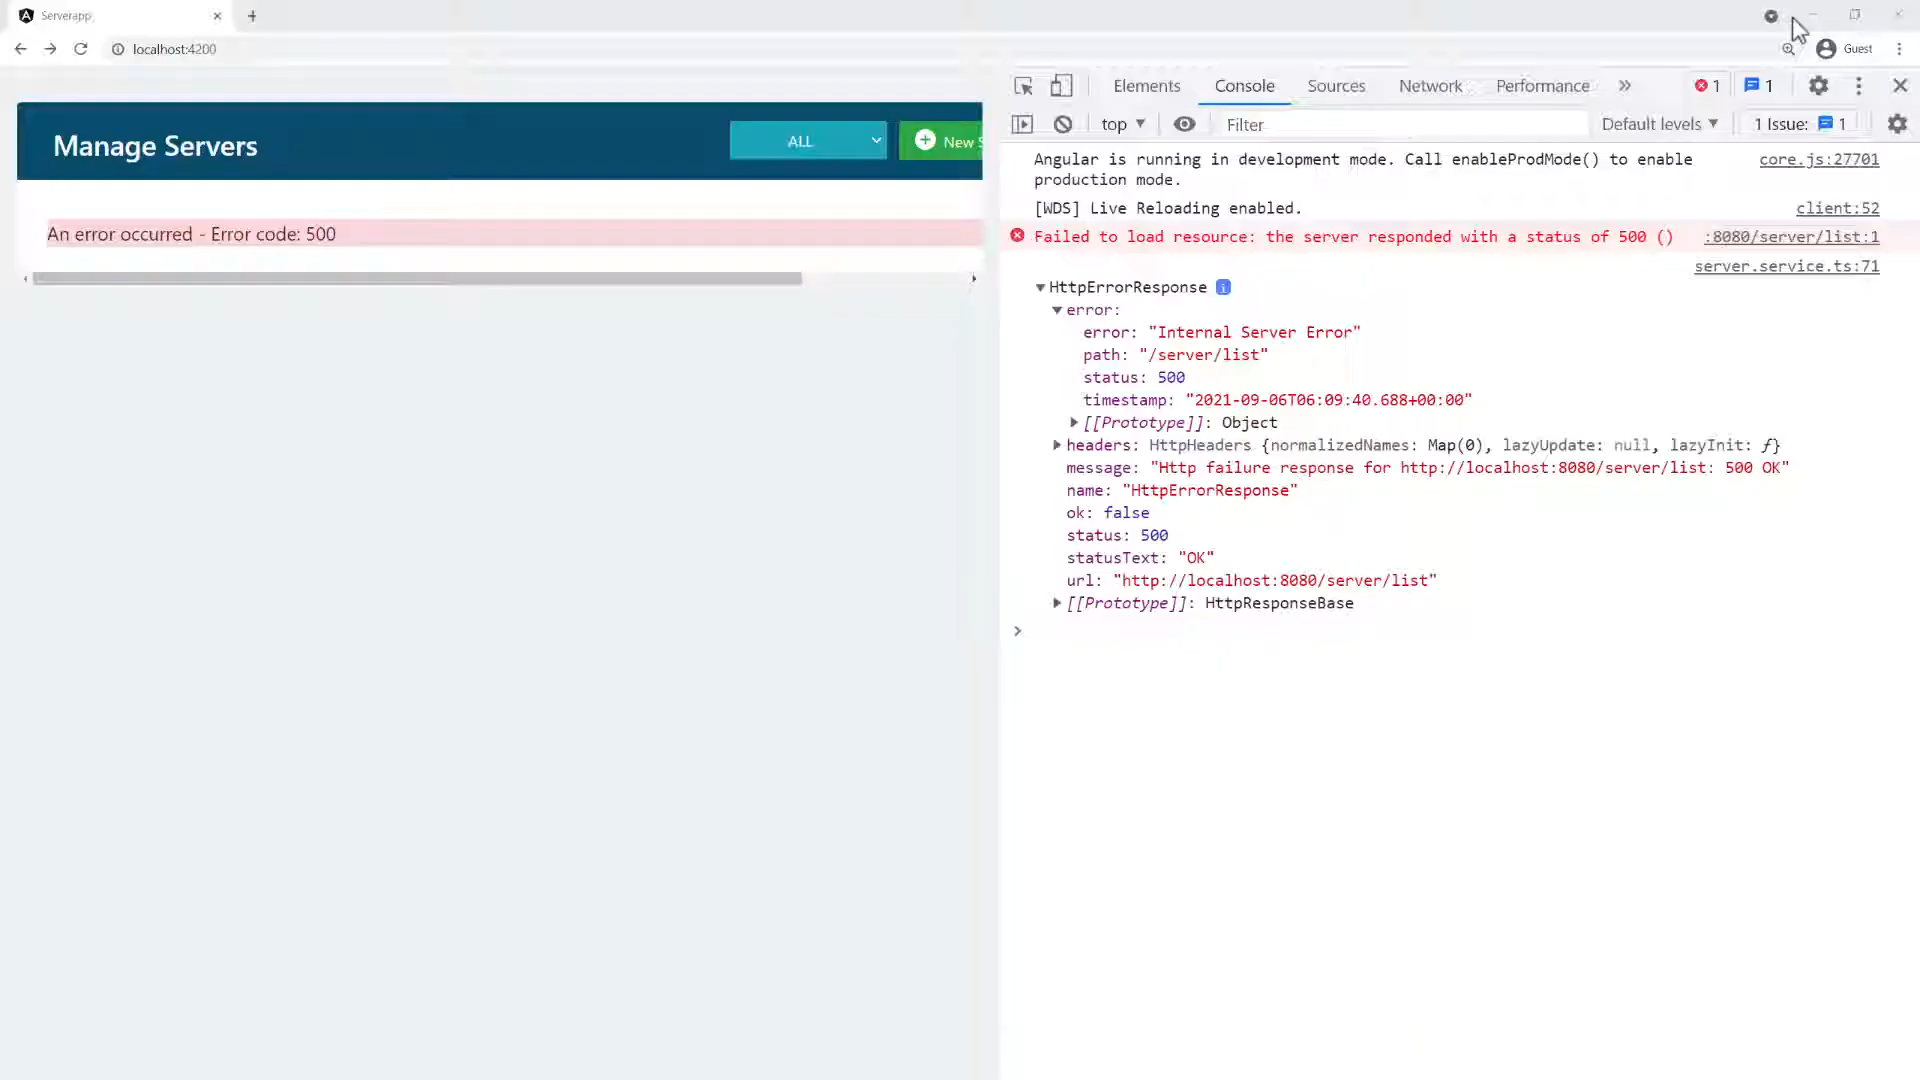 Serverapp
localhost:4200
Guest
Manage Servers
ALL
New S
An error occurred - Error code: 500
Elements Console Sources Network Performance
1 1
top Filter Default levels 1 Issue: 1
Angular is running in development mode. Call enableProdMode() to enable core.js:27701
production mode.
[WDS] Live Reloading enabled. client:52
Failed to load resource: the server responded with a status of 500 () :8080/server/list:1
server.service.ts:71
HttpErrorResponse i
error:
error: "Internal Server Error"
path: "/server/list"
status: 500
timestamp: "2021-09-06T06:09:40.688+00:00"
[[Prototype]]: Object
headers: HttpHeaders {normalizedNames: Map(0), lazyUpdate: null, lazyInit: ƒ}
message: "Http failure response for http://localhost:8080/server/list: 500 OK"
name: "HttpErrorResponse"
ok: false
status: 500
statusText: "OK"
url: "http://localhost:8080/server/list"
[[Prototype]]: HttpResponseBase